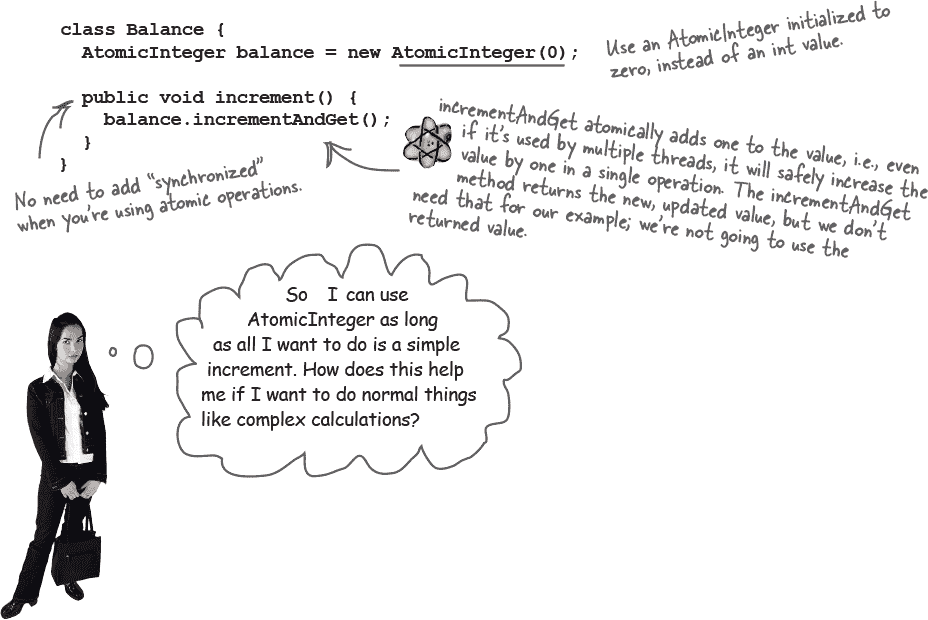 class Balance {
AtomicInteger balance = new AtomicInteger(0);
Use an AtomicInteger initialized to
zero, instead of an int value.
public void increment() {
balance.incrementAndGet();
}
}
No need to add “synchronized”
when you’re using atomic operations.
incrementAndGet atomically adds one to the value, i.e., even
if it’s used by multiple threads, it will safely increase the
value by one in a single operation. The incrementAndGet
method returns the new, updated value, but we don’t
need that for our example; we’re not going to use the
returned value.
So I can use
AtomicInteger as long
as all I want to do is a simple
increment. How does this help
me if I want to do normal things
like complex calculations?